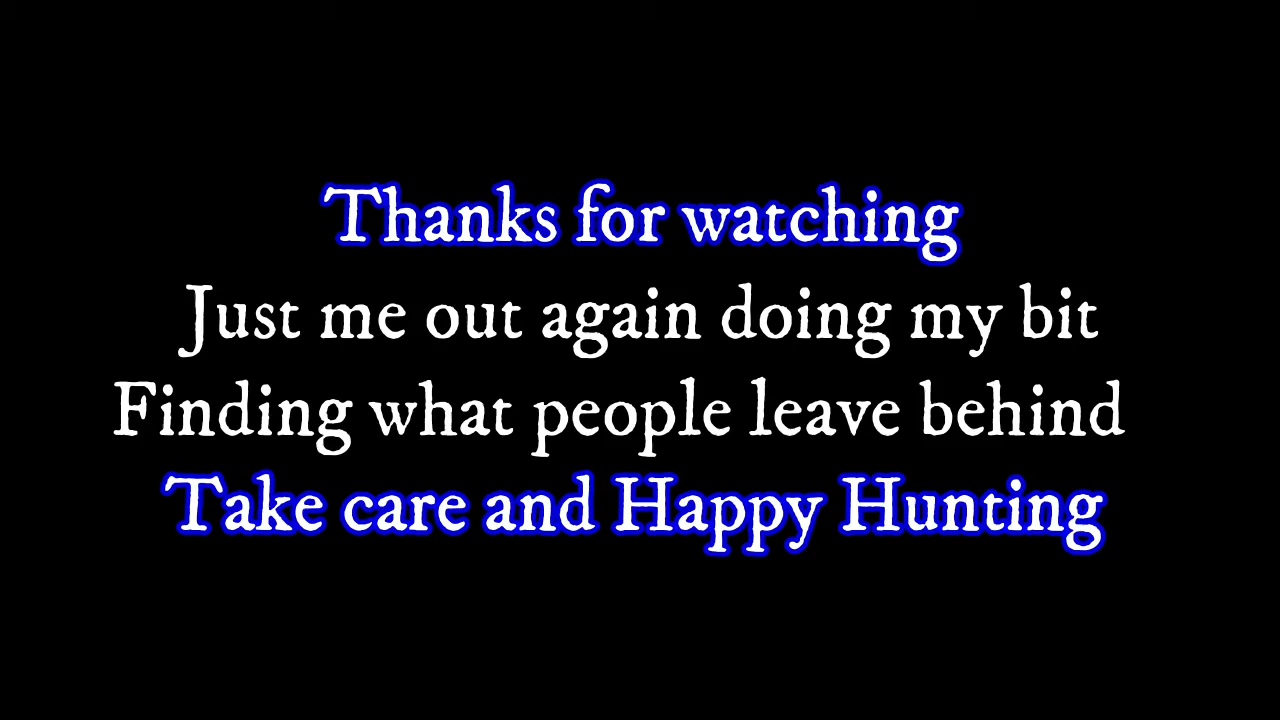 Thanks for watching
Just me out again doing my bit
Finding what people leave behind
Take care and Happy Hunting